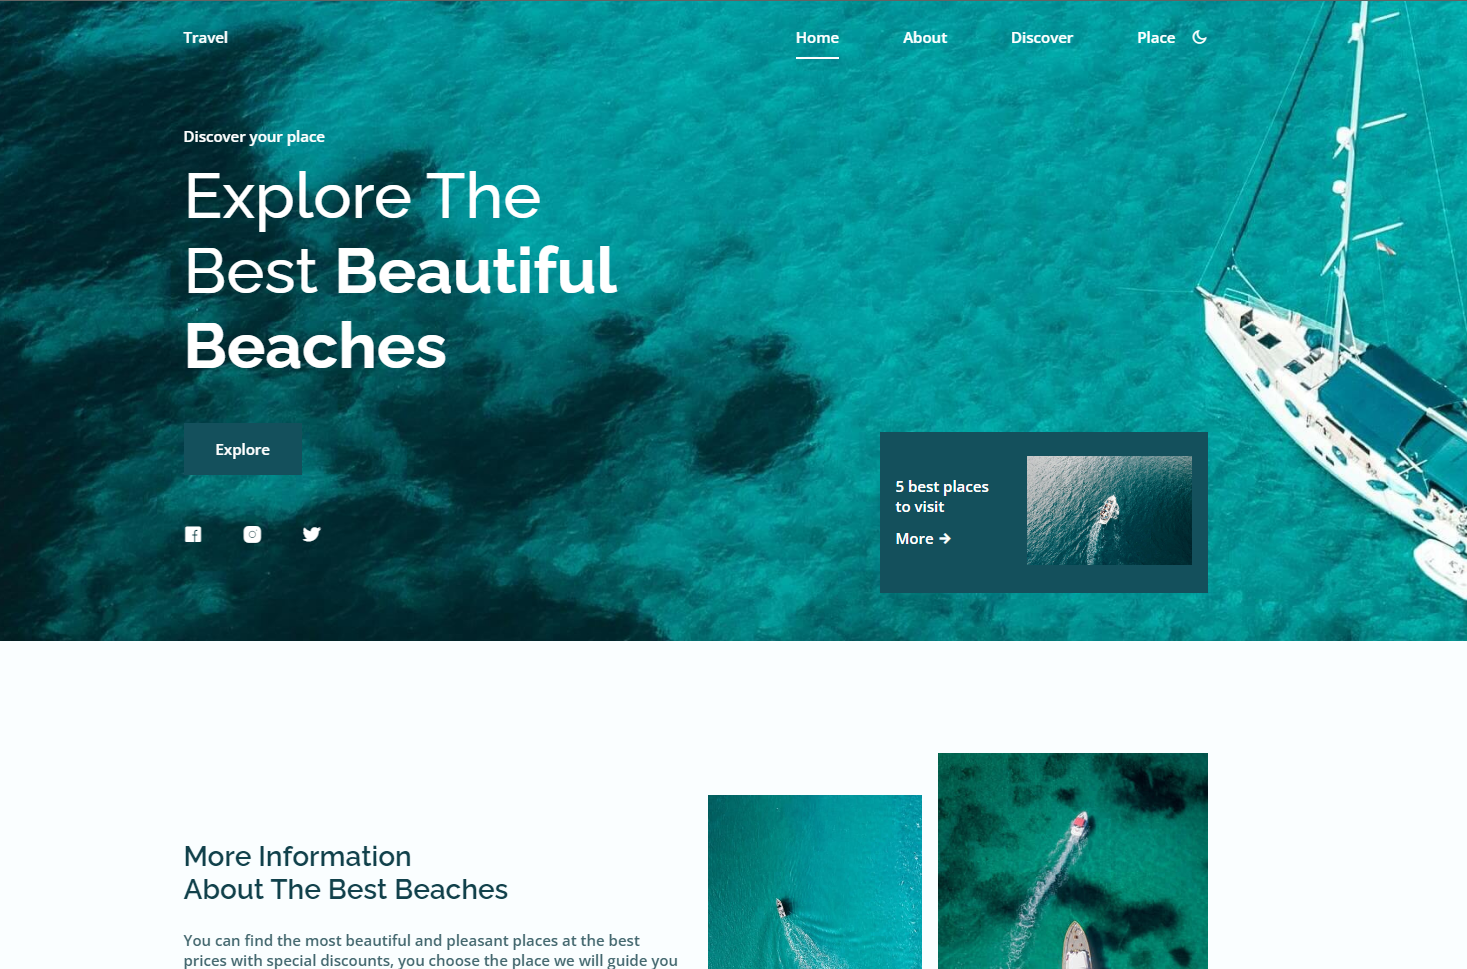 Travel
Home About Discover Place
Discover your place
Explore The
Best Beautiful
Beaches
Explore
5 best places
to visit
More
More Information
About The Best Beaches
You can find the most beautiful and pleasant places at the best
prices with special discounts, you choose the place we will guide you